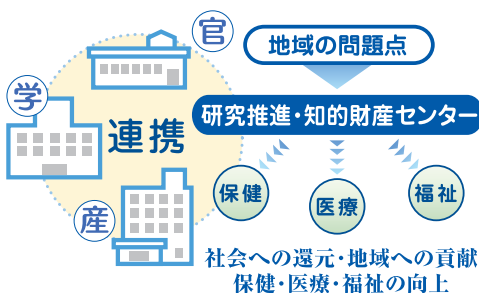 官
学
連携
産
地域の問題点
研究推進・知的財産センター
保健
医療
福祉
社会への還元・地域への貢献
保健・医療・福祉の向上